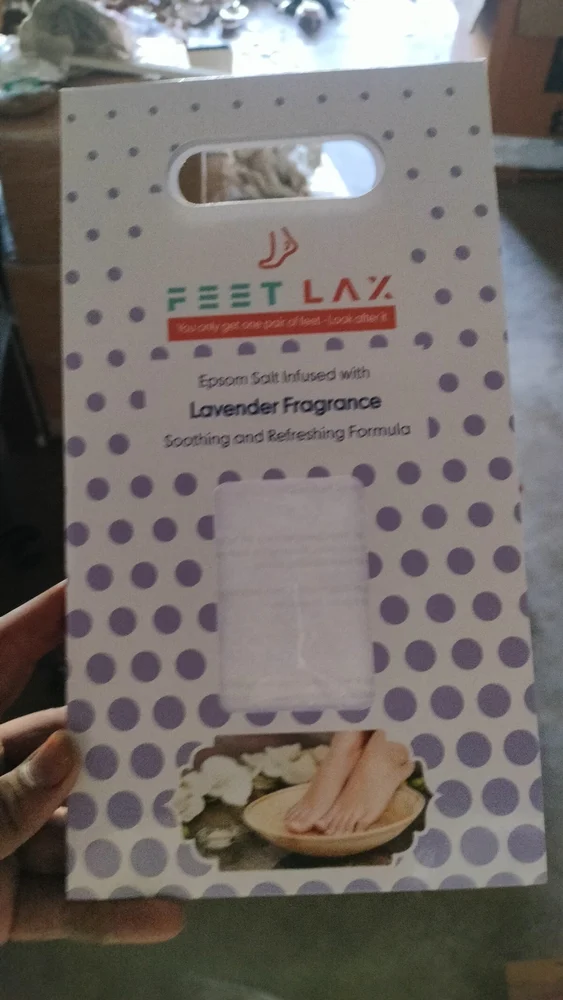 FEET LAX
You only get one pair of feet - Look after it
Epsom Salt Infused with
Lavender Fragrance
Soothing and Refreshing Formula